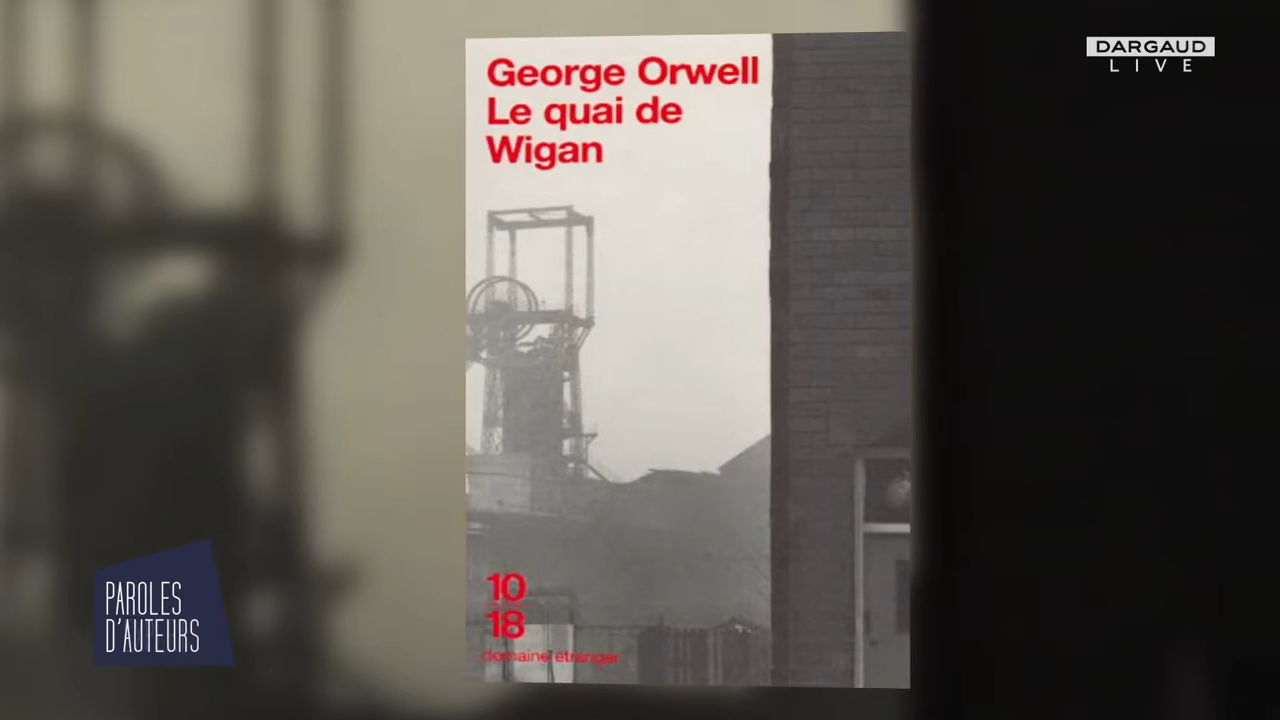 George Orwell
Le quai de
Wigan
10
18
domaine étranger
DARGAUD
LIVE
PAROLES
D'AUTEURS